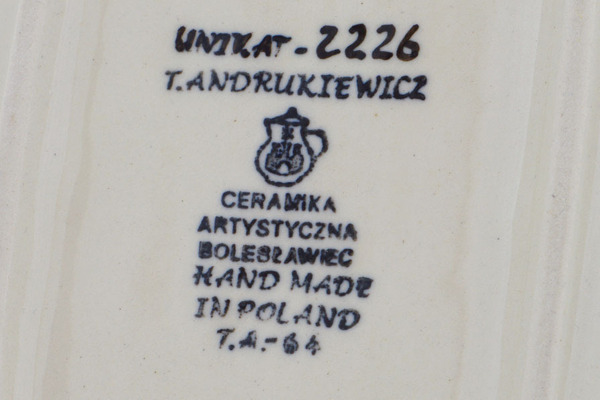 UNIKAT - 2226
T. ANDRUKIEWICZ
CERAMIKA
ARTYSTYCZNA
BOLESŁAWIEC
HAND MADE
IN POLAND
T.A.-64